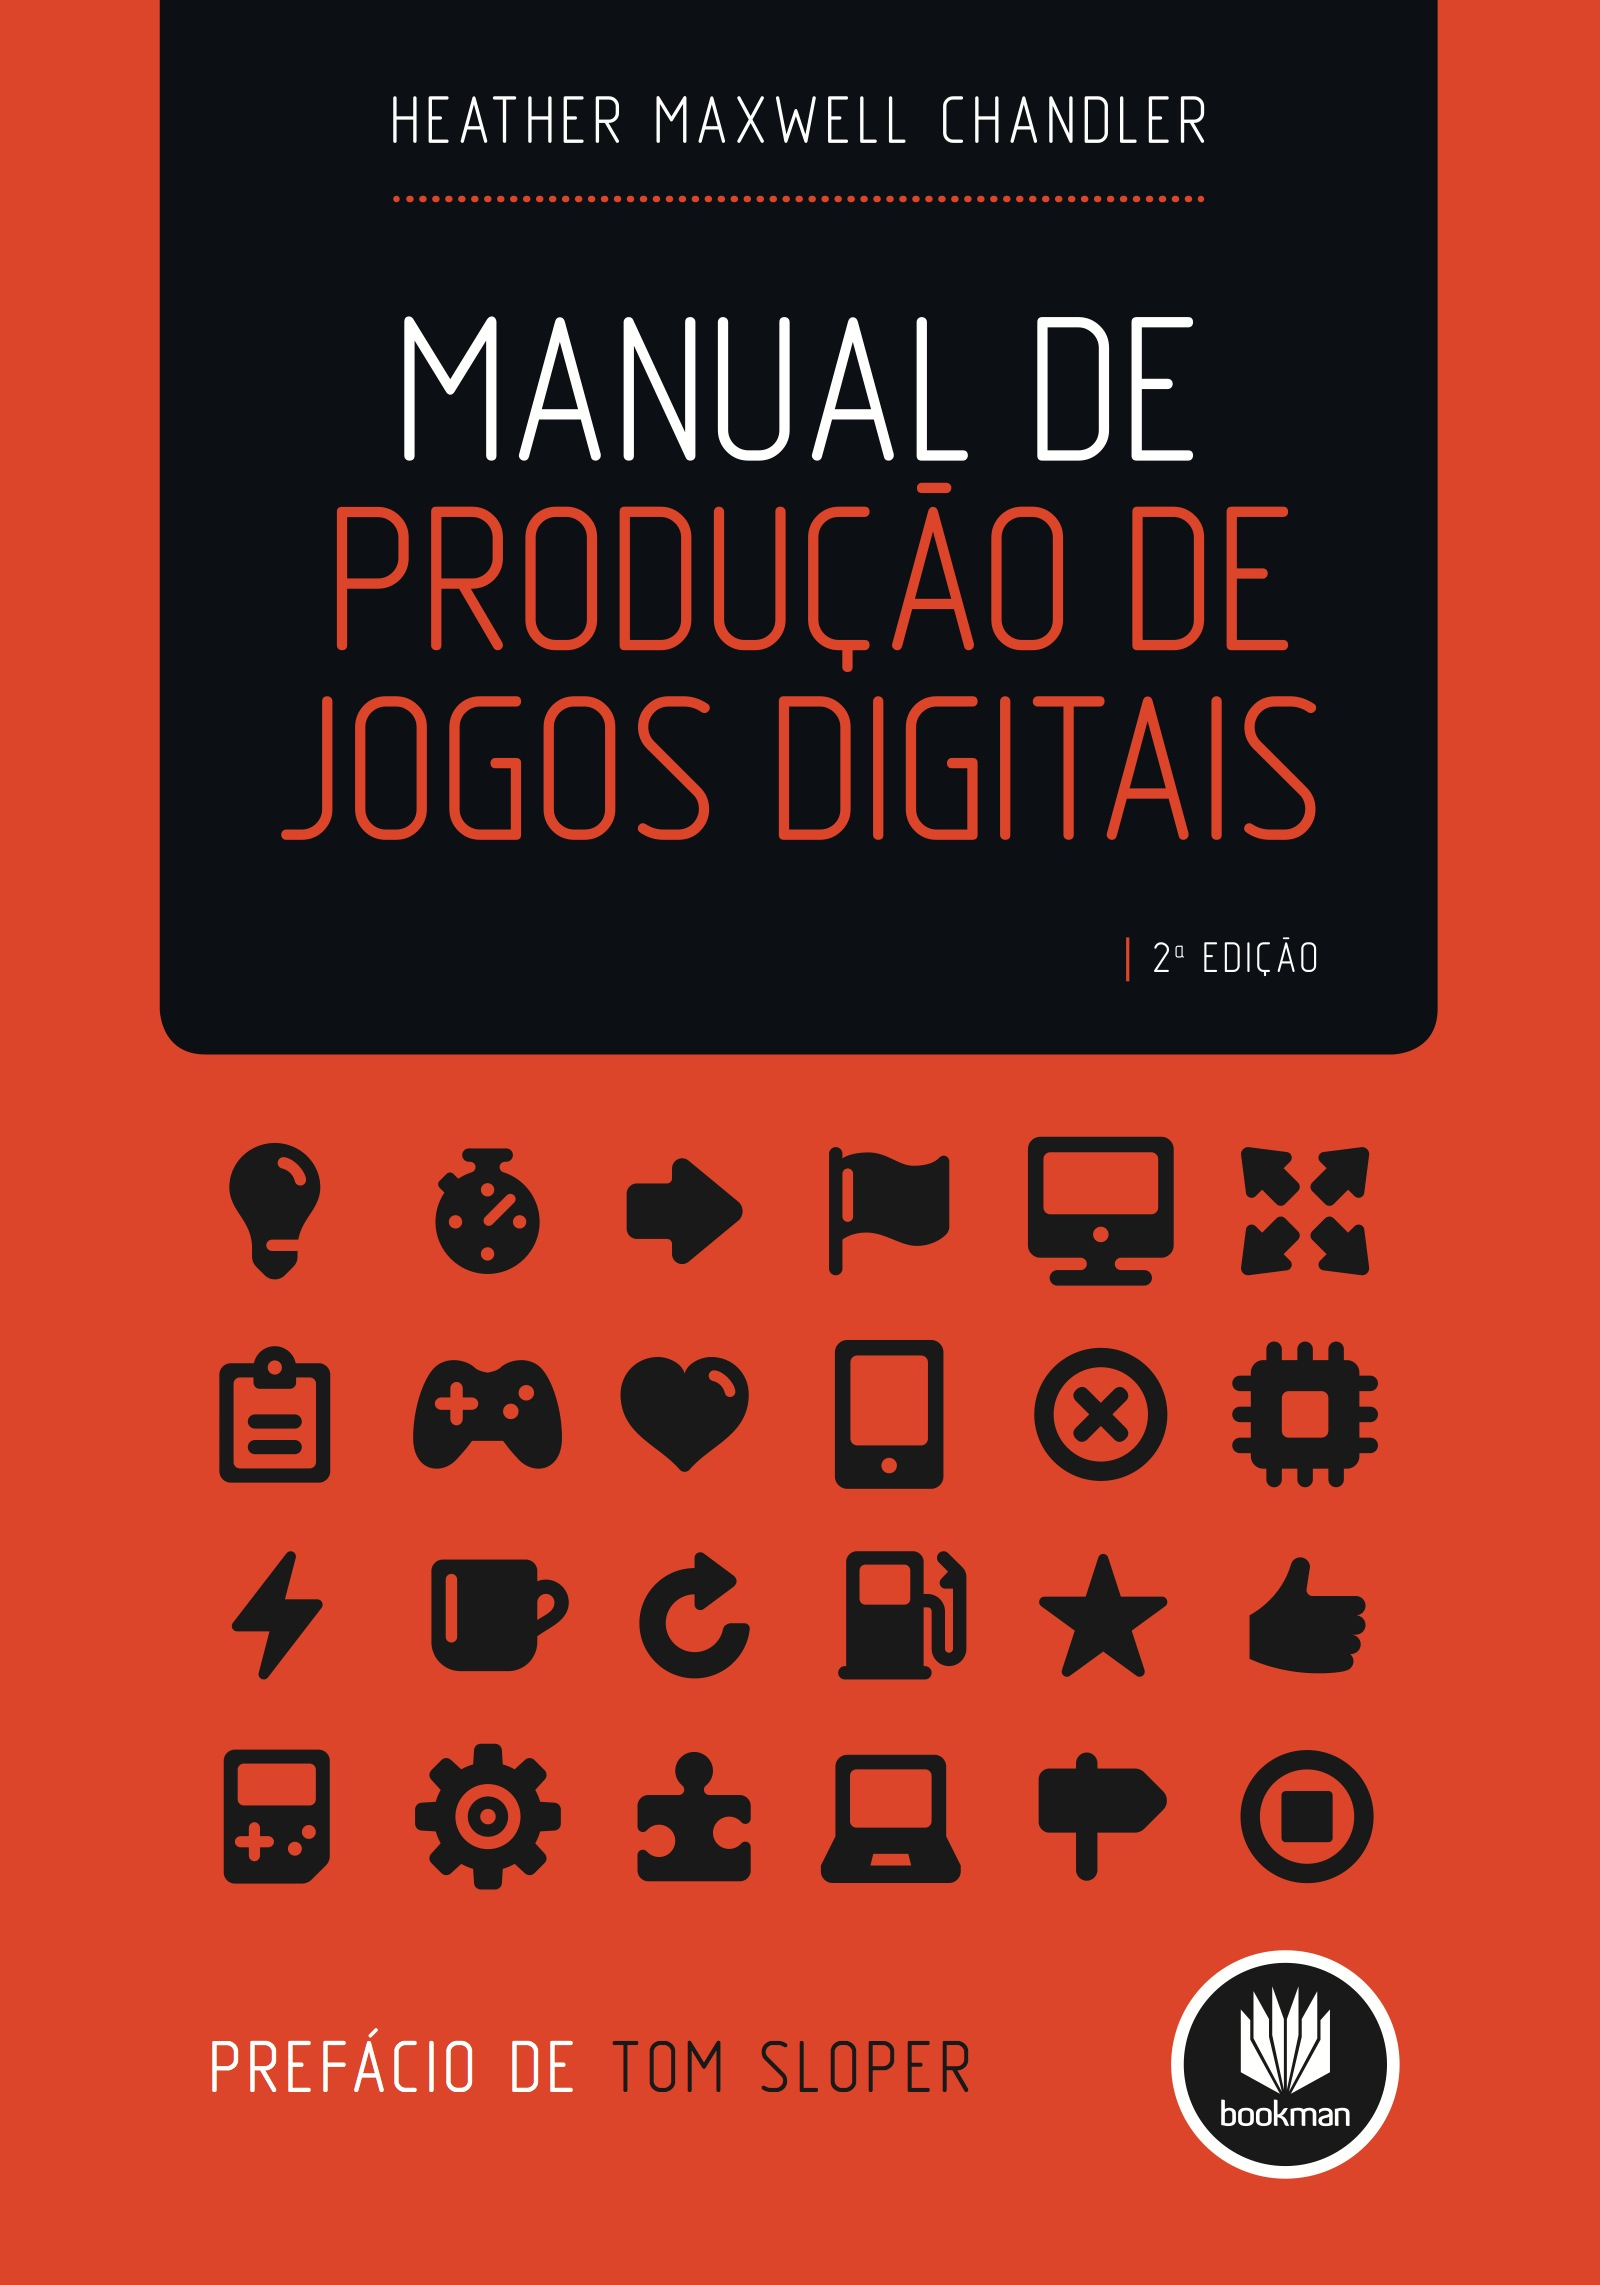 HEATHER MAXWELL CHANDLER
MANUAL DE
PRODUÇÃO DE
JOGOS DIGITAIS
2ª EDIÇÃO
PREFÁCIO DE TOM SLOPER
bookman